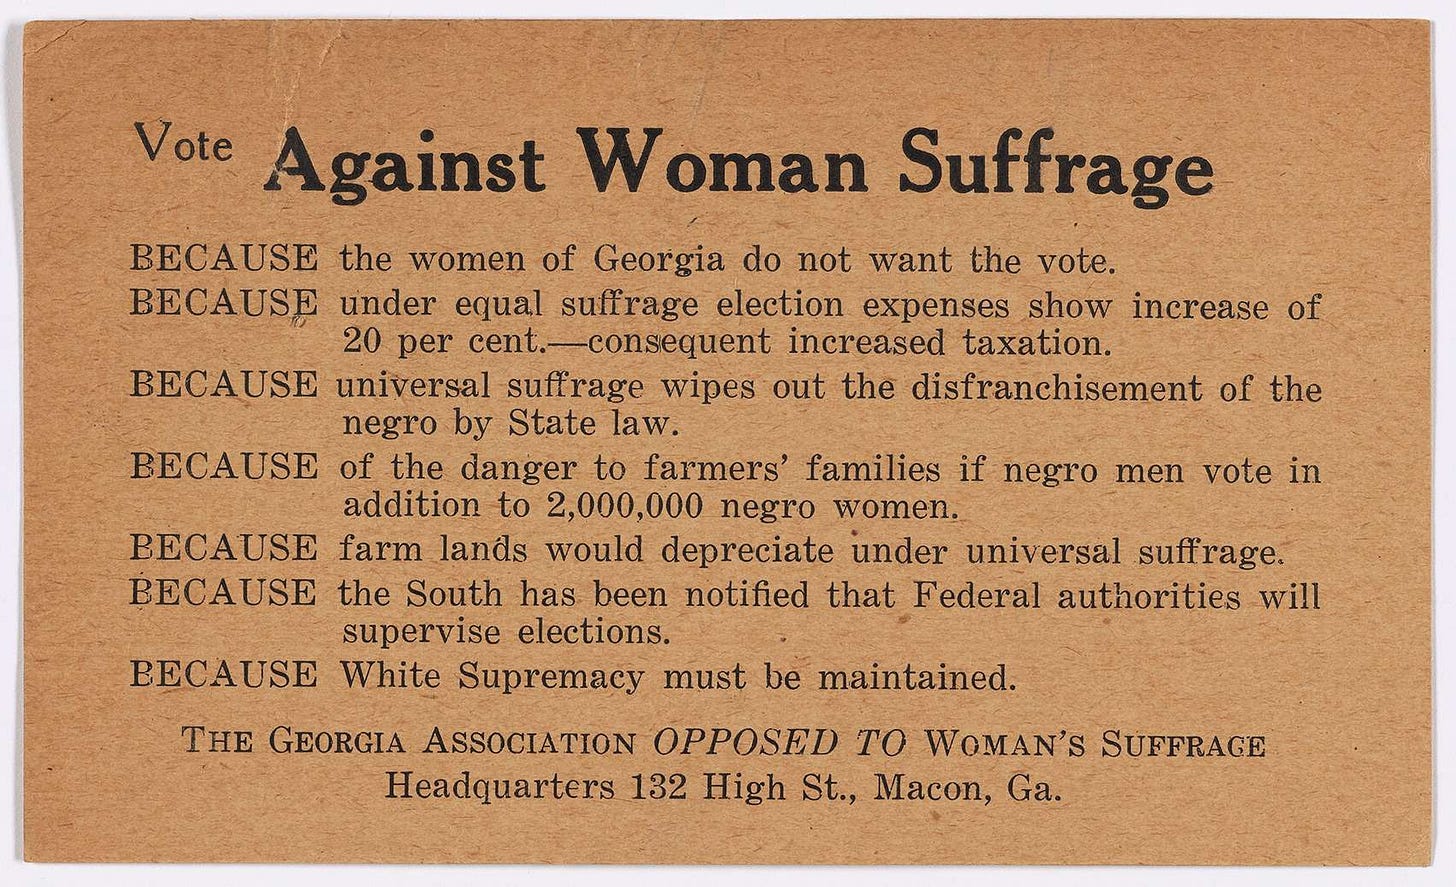 Vote Against Woman Suffrage
BECAUSE the women of Georgia do not want the vote.
BECAUSE under equal suffrage election expenses show increase of
20 per cent.—consequent increased taxation.
BECAUSE universal suffrage wipes out the disfranchisement of the
negro by State law.
BECAUSE of the danger to farmers' families if negro men vote in
addition to 2,000,000 negro women.
BECAUSE farm lands would depreciate under universal suffrage.
BECAUSE the South has been notified that Federal authorities will
supervise elections.
BECAUSE White Supremacy must be maintained.
THE GEORGIA ASSOCIATION OPPOSED TO WOMAN'S SUFFRAGE
Headquarters 132 High St., Macon, Ga.